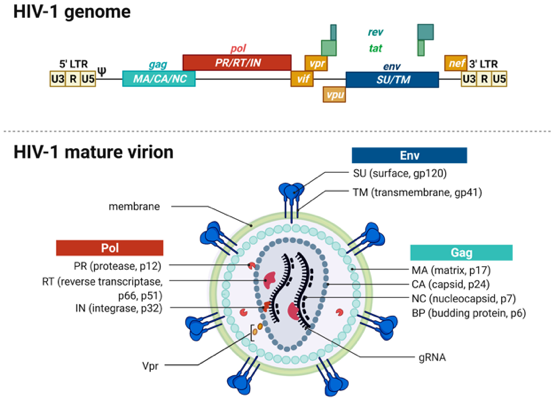 HIV-1 genome
rev
tat
pol
PR/RT/IN
5' LTR
U3 R U5
Ψ
gag
MA/CA/NC
vpr
vif
vpu
env
SU/TM
nef
3' LTR
U3 R U5
HIV-1 mature virion
Env
SU (surface, gp120)
TM (transmembrane, gp41)
membrane
Pol
PR (protease, p12)
RT (reverse transcriptase,
p66, p51)
IN (integrase, p32)
Vpr
Gag
MA (matrix, p17)
CA (capsid, p24)
NC (nucleocapsid, p7)
BP (budding protein, p6)
gRNA